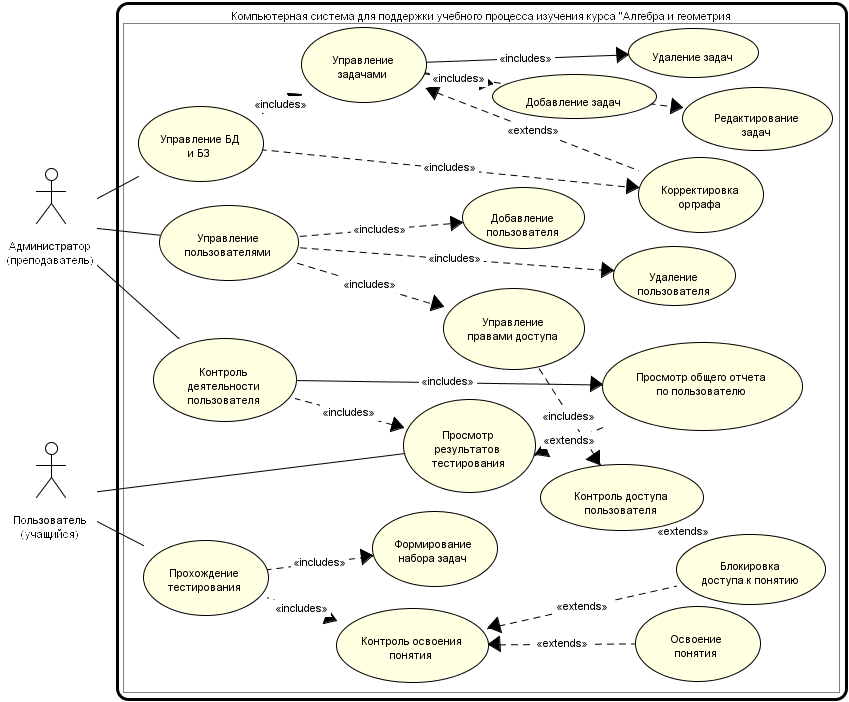 Компьютерная система для поддержки учебного процесса изучения курса "Алгебра и геометрия
Управление
задачами
«includes»
Удаление задач
«includes»
Добавление задач
Редактирование
задач
«includes»
«extends»
Управление БД
и БЗ
«includes»
Корректировка
орграфа
Администратор
(преподаватель)
Управление
пользователями
«includes»
Добавление
пользователя
«includes»
Удаление
пользователя
«includes»
Управление
правами доступа
Контроль
деятельности
пользователя
«includes»
Просмотр общего отчета
по пользователю
«includes»
«includes»
«extends»
Просмотр
результатов
тестирования
Контроль доступа
пользователя
Пользователь
(учащийся)
«extends»
Формирование
набора задач
«includes»
Прохождение
тестирования
Блокировка
доступа к понятию
«includes»
«extends»
Контроль освоения
понятия
«extends»
Освоение
понятия